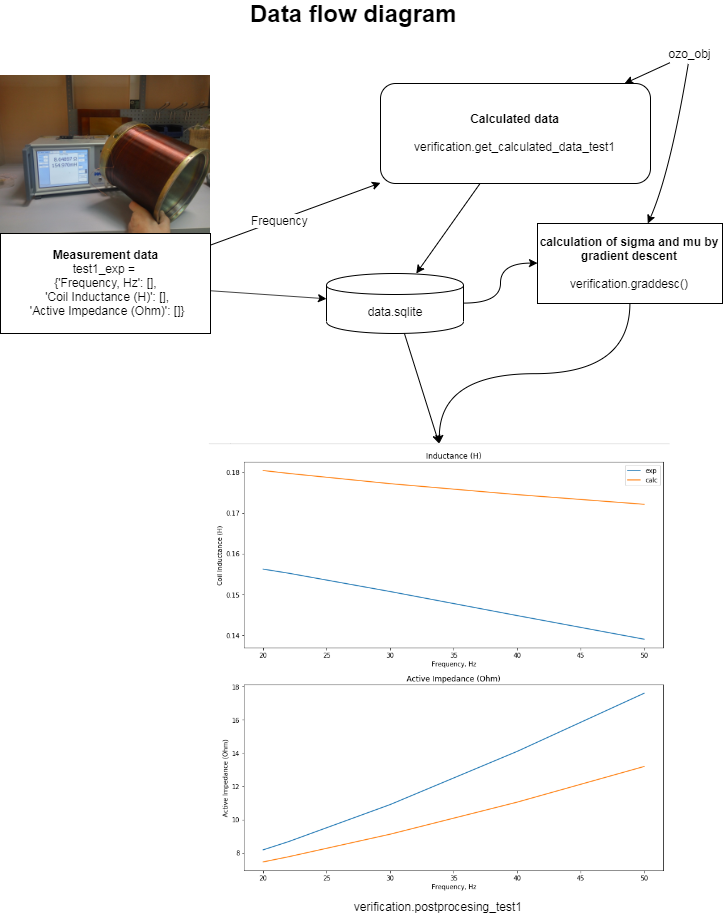 Data flow diagram
ozo_obj
Calculated data
verification.get_calculated_data_test1
Frequency
Measurement data
test1_exp =
{'Frequency, Hz': [],
'Coil Inductance (H)': [],
'Active Impedance (Ohm)': []}
calculation of sigma and mu by
gradient descent
verification.graddesc()
data.sqlite
Inductance (H)
exp
calc
0.18
0.17
0.16
0.15
0.14
Coil Inductance (H)
20 25 30 35 40 45 50
Frequency, Hz
Active Impedance (Ohm)
18
16
14
12
10
8
Active Impedance (Ohm)
20 25 30 35 40 45 50
Frequency, Hz
verification.postprocesing_test1